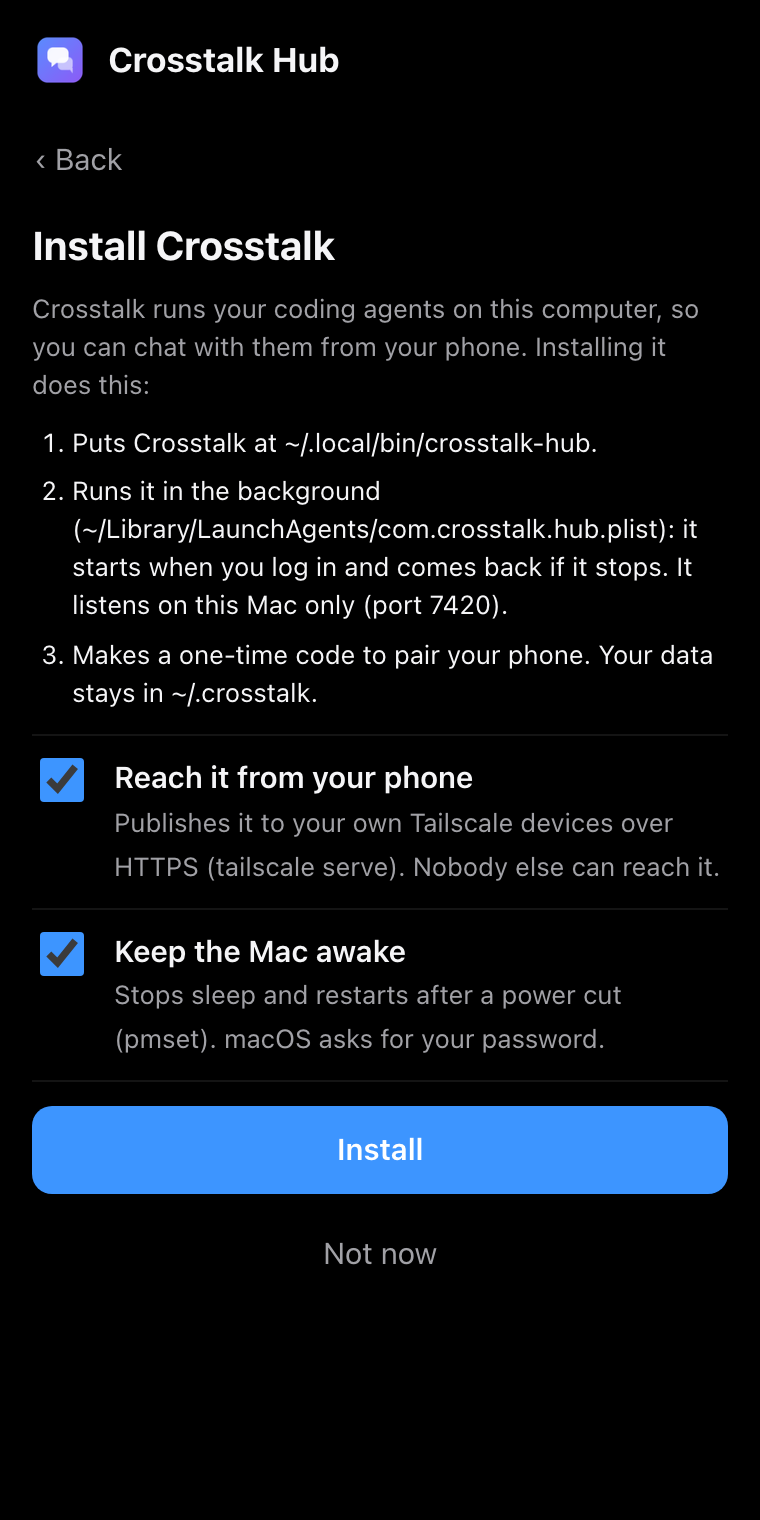 Crosstalk Hub
‹ Back
Install Crosstalk
Crosstalk runs your coding agents on this computer, so
you can chat with them from your phone. Installing it
does this:
1. Puts Crosstalk at ~/.local/bin/crosstalk-hub.
2. Runs it in the background
(~/Library/LaunchAgents/com.crosstalk.hub.plist): it
starts when you log in and comes back if it stops. It
listens on this Mac only (port 7420).
3. Makes a one-time code to pair your phone. Your data
stays in ~/.crosstalk.
Reach it from your phone
Publishes it to your own Tailscale devices over
HTTPS (tailscale serve). Nobody else can reach it.
Keep the Mac awake
Stops sleep and restarts after a power cut
(pmset). macOS asks for your password.
Install
Not now